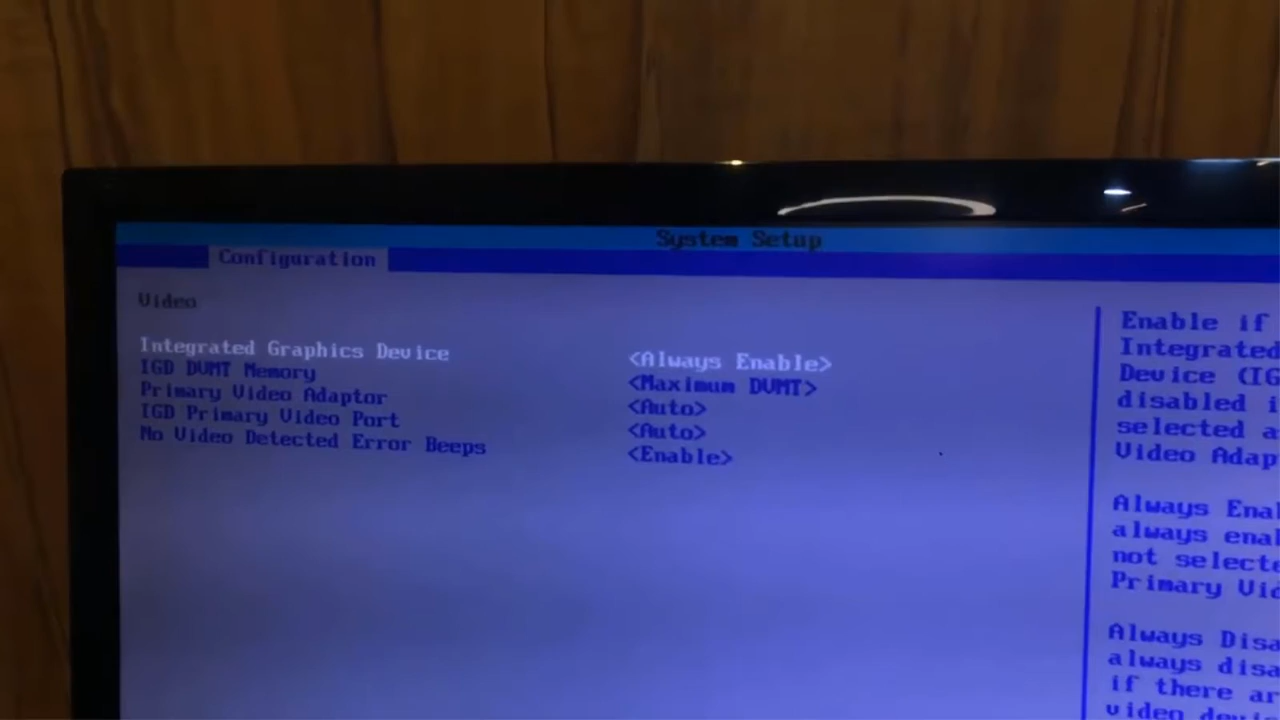 System Setup
Configuration
Video
Integrated Graphics Device <Always Enable>
IGD DVMT Memory <Maximum DVMT>
Primary Video Adaptor <Auto>
IGD Primary Video Port <Auto>
No Video Detected Error Beeps <Enable>
Enable if
Integrated
Device (IG
disabled i
selected a
Video Adap
Always Enal
always enal
not selecte
Primary Vid
Always Disa
always disa
if there ar
video devi